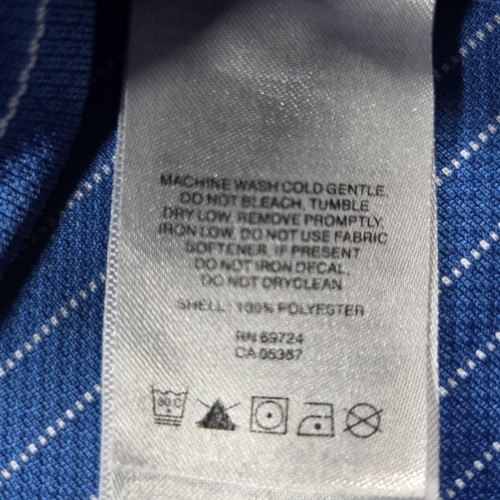 MACHINE WASH COLD GENTLE.
DO NOT BLEACH, TUMBLE
DRY LOW. REMOVE PROMPTLY.
IRON LOW. DO NOT USE FABRIC
SOFTENER. IF PRESENT
DO NOT IRON DECAL.
DO NOT DRYCLEAN
SHELL: 100% POLYESTER
RN 69724
CA 05367
30°C